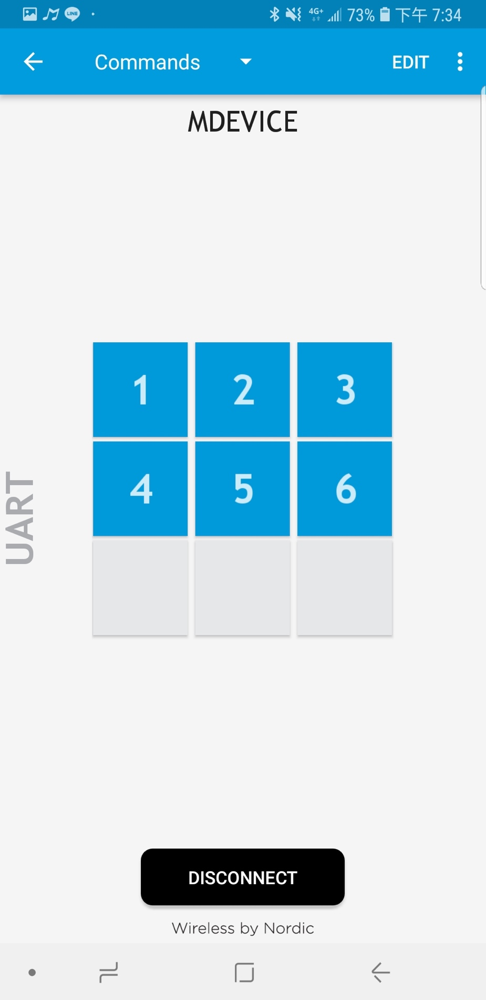 LINE 4G+ 73% 下午 7:34
Commands EDIT
MDEVICE
1 2 3
4 5 6
UART
DISCONNECT
Wireless by Nordic